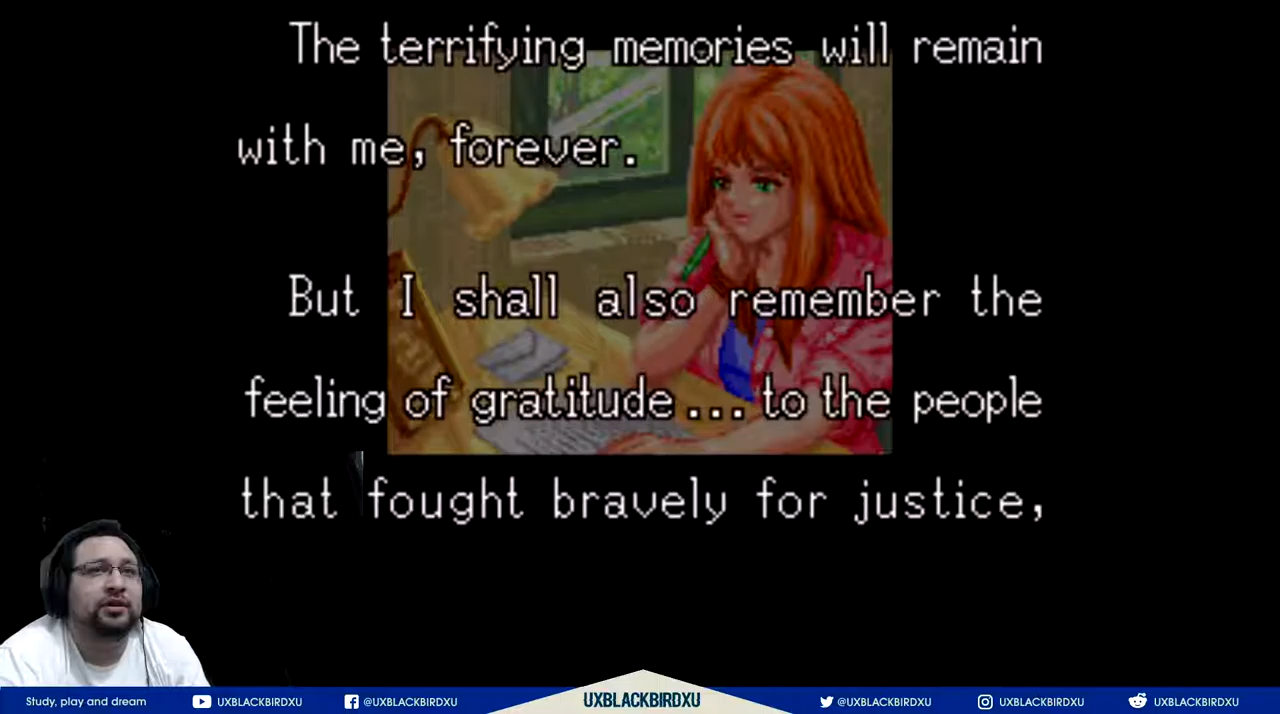 The terrifying memories will remain
with me, forever.
But I shall also remember the
feeling of gratitude...to the people
that fought bravely for justice,
Study, play and dream
UXBLACKBIRDXU
@UXBLACKBIRDXU
UXBLACKBIRDXU
@UXBLACKBIRDXU
UXBLACKBIRDXU
UXBLACKBIRDXU